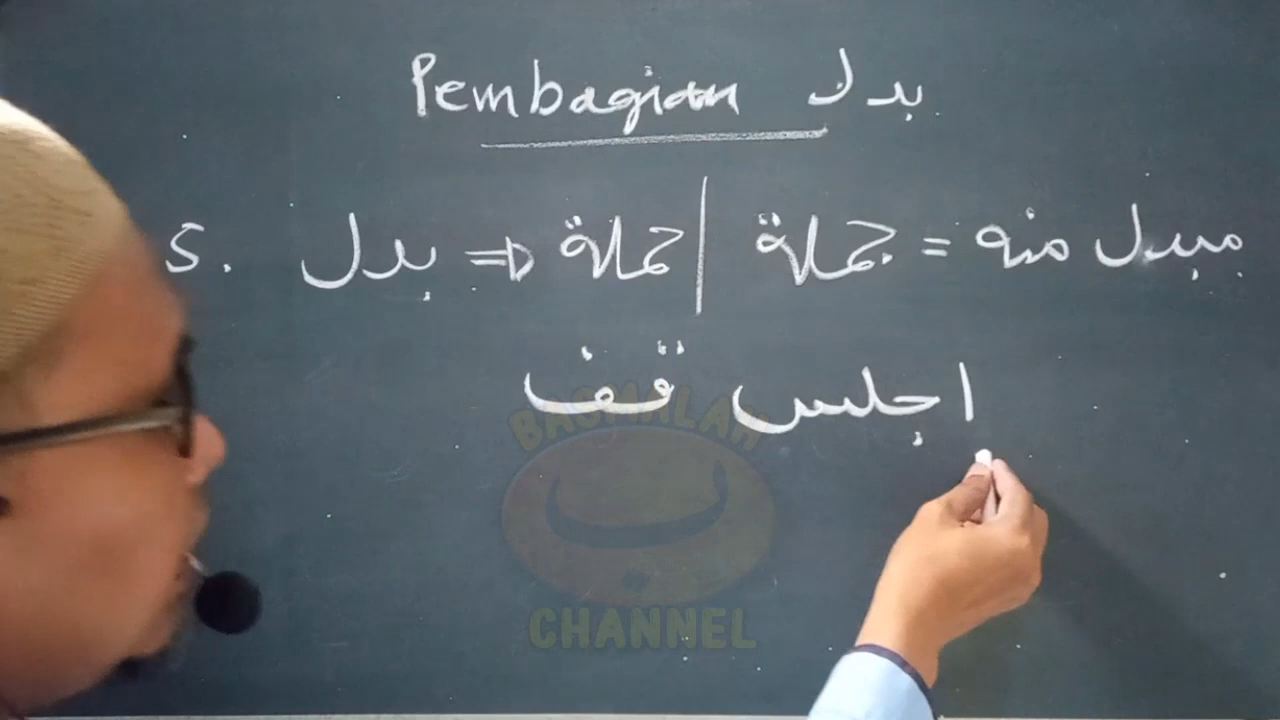 Pembagian بدل
5. بدل ⇒ جملة | جملة = مبدل منه
اجلس قف
BASMALAH
ب
CHANNEL